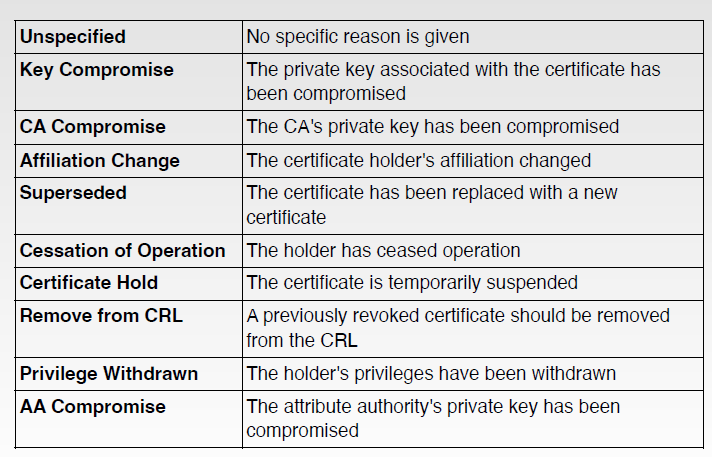 Unspecified No specific reason is given
Key Compromise The private key associated with the certificate has
been compromised
CA Compromise The CA's private key has been compromised
Affiliation Change The certificate holder's affiliation changed
Superseded The certificate has been replaced with a new
certificate
Cessation of Operation The holder has ceased operation
Certificate Hold The certificate is temporarily suspended
Remove from CRL A previously revoked certificate should be removed
from the CRL
Privilege Withdrawn The holder's privileges have been withdrawn
AA Compromise The attribute authority's private key has been
compromised